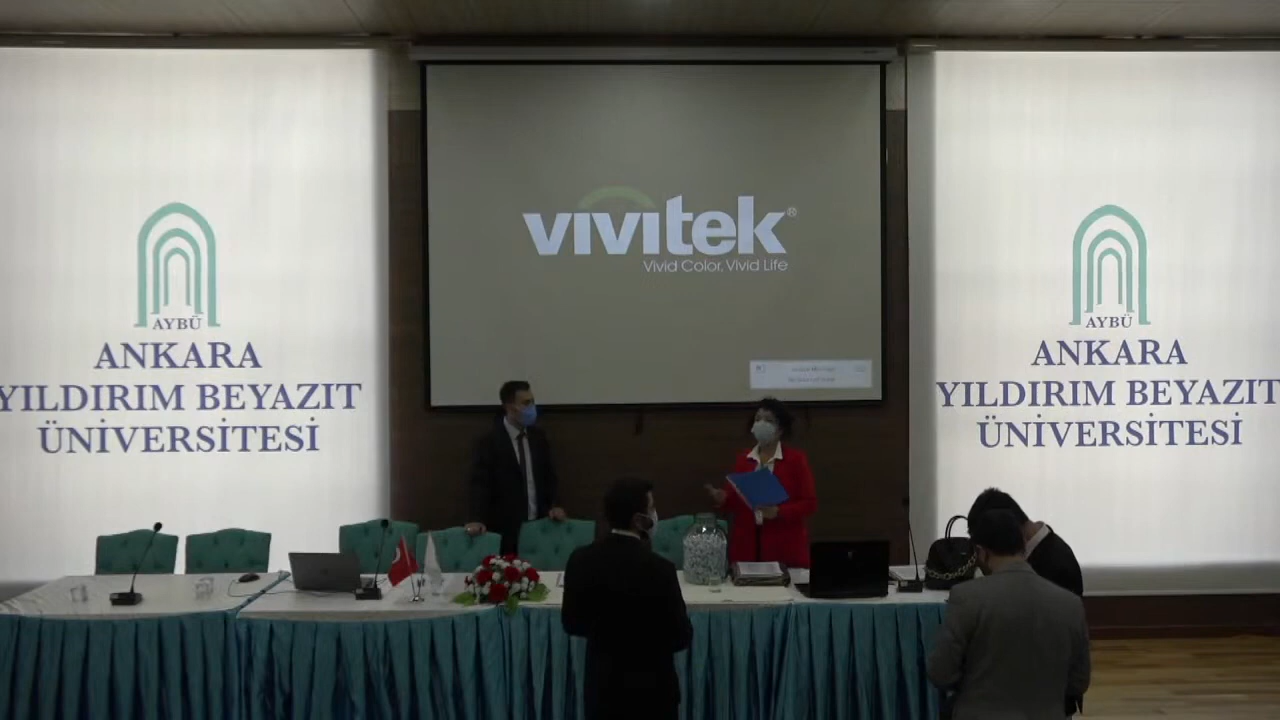 AYBÜ
ANKARA
YILDIRIM BEYAZIT
ÜNİVERSİTESİ
vivitek®
Vivid Color. Vivid Life
AYBÜ
ANKARA
YILDIRIM BEYAZIT
ÜNİVERSİTESİ